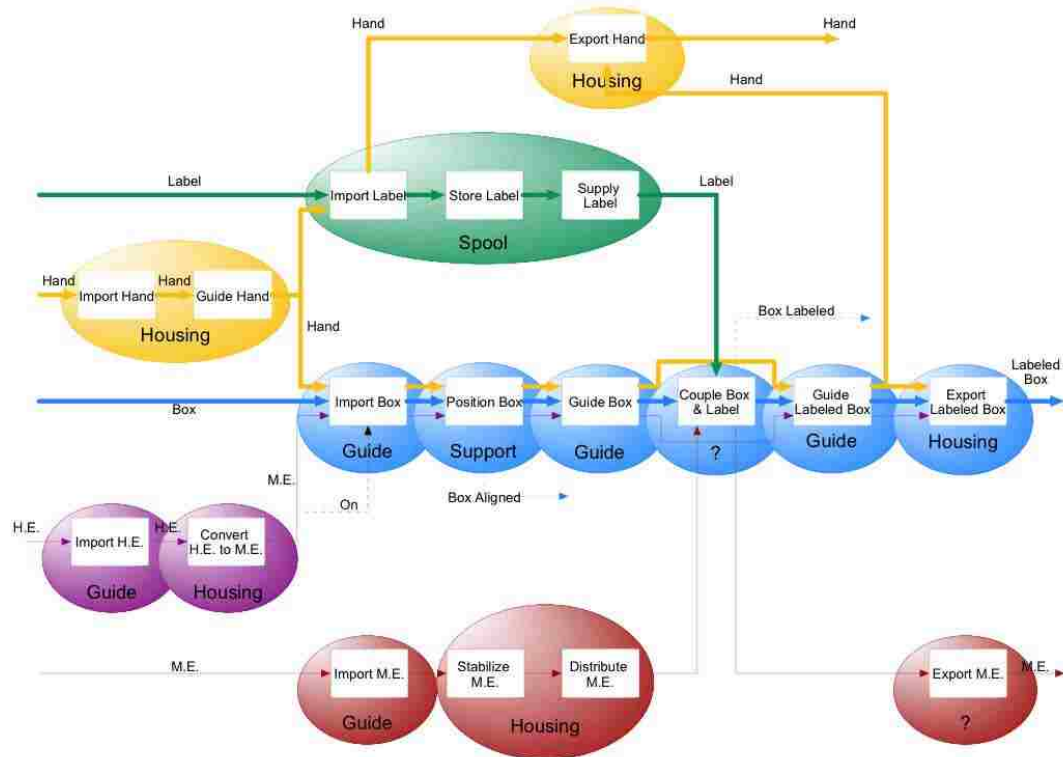 Hand
Export Hand
Hand
Housing
Hand
Label
Import Label
Store Label
Supply
Label
Label
Spool
Hand
Import Hand
Hand
Guide Hand
Housing
Hand
Box Labeled
Box
Import Box
Guide
Position Box
Support
Guide Box
Guide
Couple Box
& Label
?
Guide
Labeled Box
Guide
Export
Labeled Box
Housing
Labeled
Box
M.E.
On
Box Aligned
H.E.
Import H.E.
Guide
H.E.
Convert
H.E. to M.E.
Housing
M.E.
Import M.E.
Guide
Stabilize
M.E.
Distribute
M.E.
Housing
Export M.E.
?
M.E.